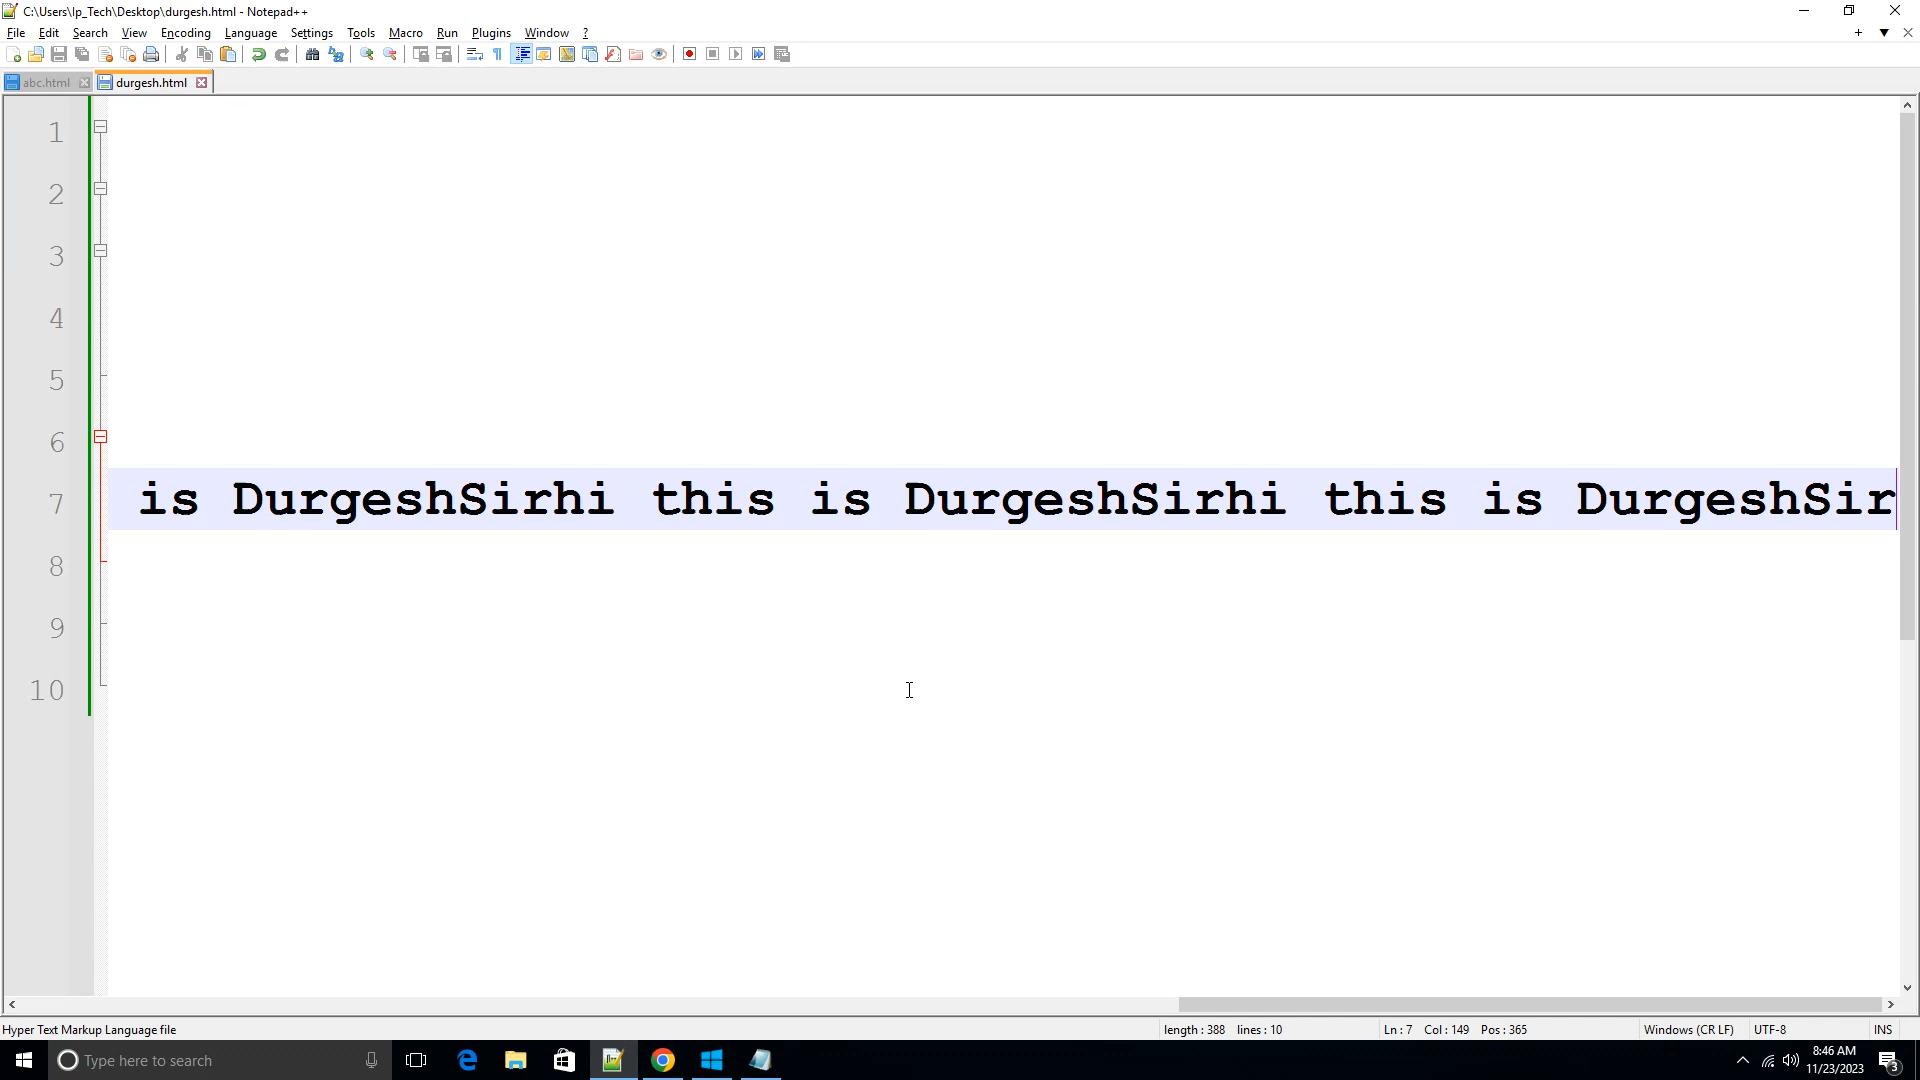 C:\Users\lp_Tech\Desktop\durgesh.html - Notepad++
File Edit Search View Encoding Language Settings Tools Macro Run Plugins Window ?
abc.html durgesh.html
1
2
3
4
5
6
7 is DurgeshSirhi this is DurgeshSirhi this is DurgeshSir
8
9
10
Hyper Text Markup Language file length : 388 lines : 10 Ln : 7 Col : 149 Pos : 365 Windows (CR LF) UTF-8 INS
Type here to search 8:46 AM
11/23/2023 3